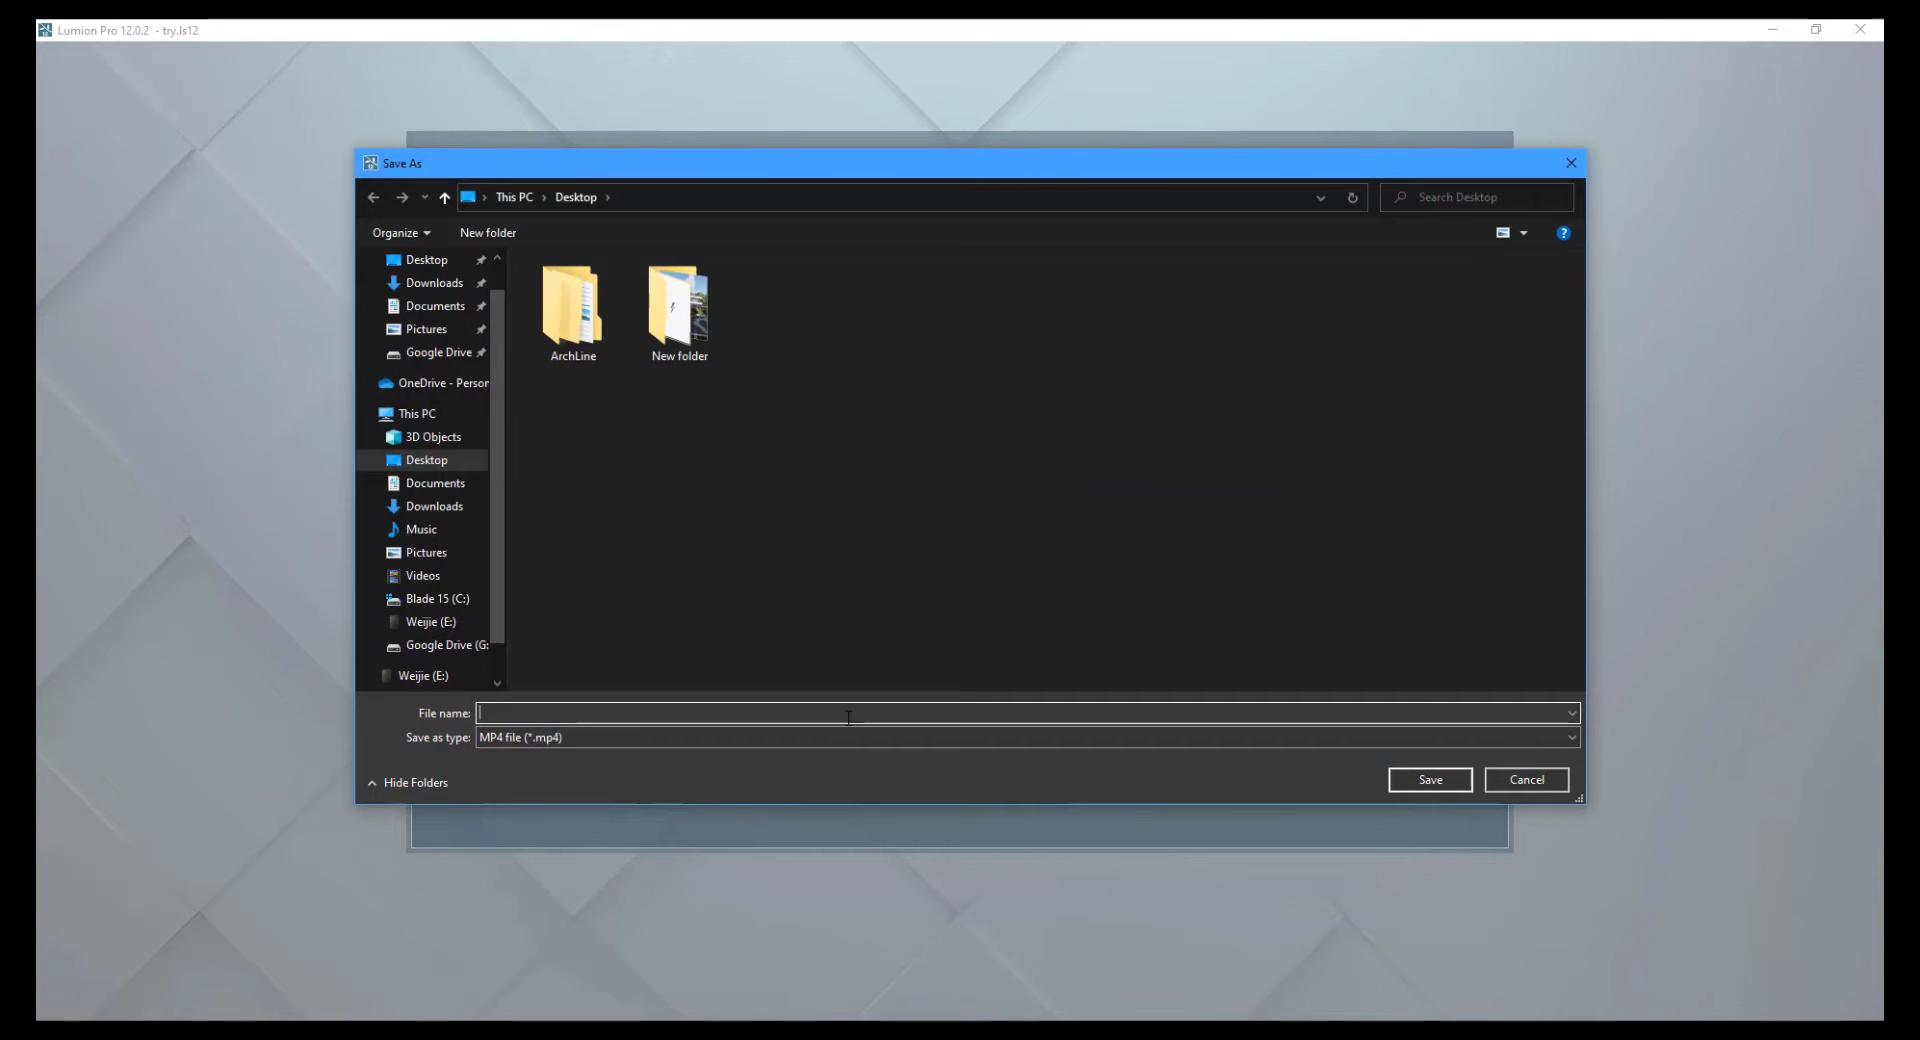 Lumion Pro 12.0.2 - try.ls12
Save As
This PC
Desktop
Search Desktop
Organize
New folder
Desktop
Downloads
Documents
Pictures
Google Drive
OneDrive - Person
This PC
3D Objects
Desktop
Documents
Downloads
Music
Pictures
Videos
Blade 15 (C:)
Weijie (E:)
Google Drive (G:
Weijie (E:)
ArchLine
New folder
File name:
Save as type: MP4 file (*.mp4)
Hide Folders
Save
Cancel